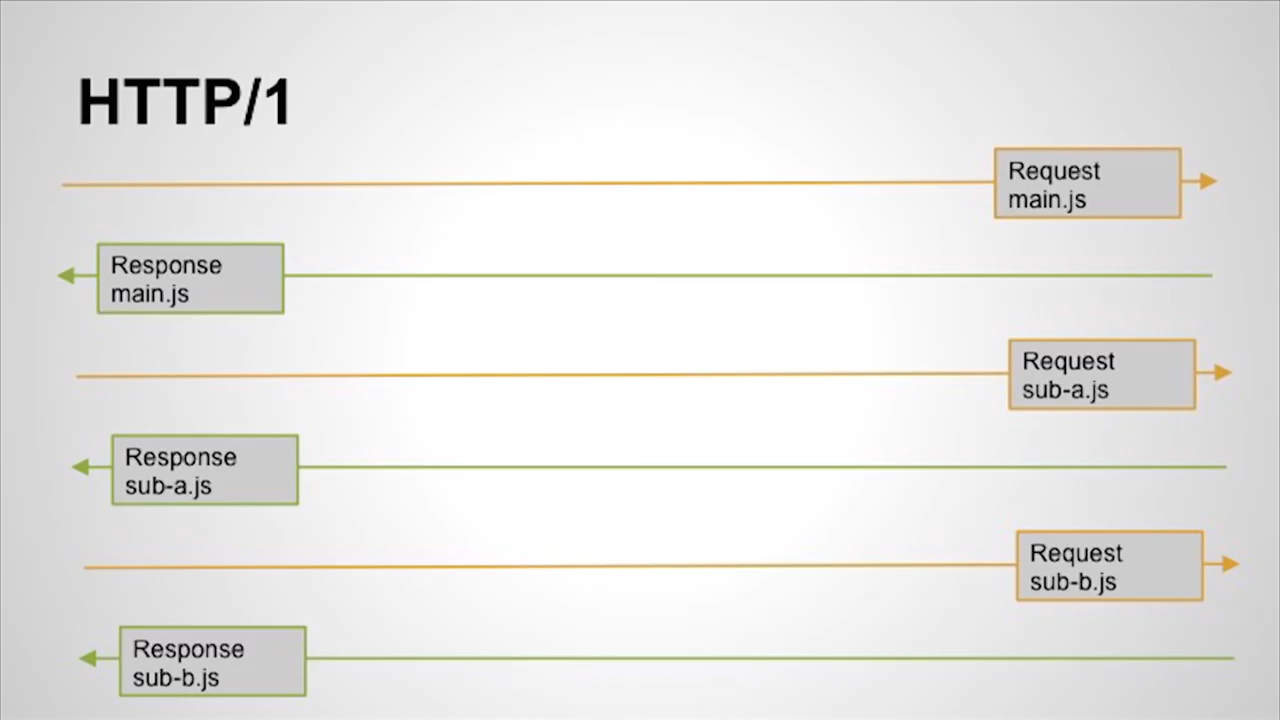 HTTP/1
Request
main.js
Response
main.js
Request
sub-a.js
Response
sub-a.js
Request
sub-b.js
Response
sub-b.js